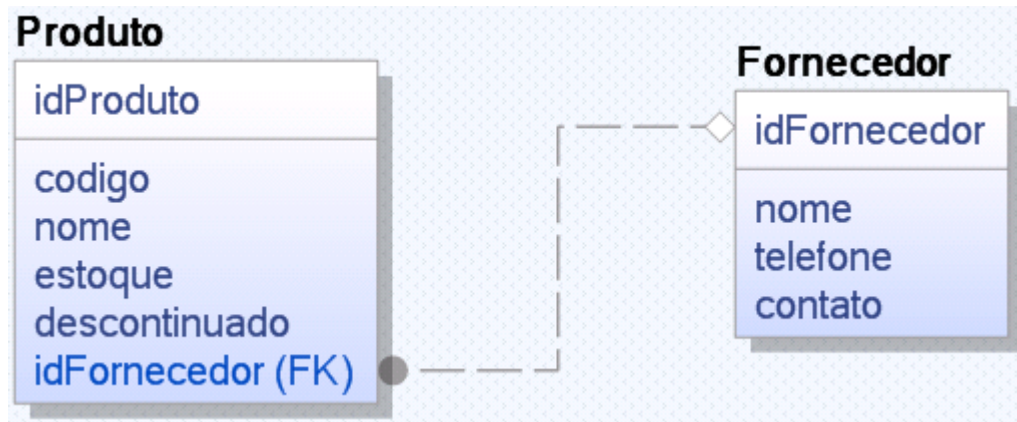 Produto
idProduto
codigo
nome
estoque
descontinuado
idFornecedor (FK)
Fornecedor
idFornecedor
nome
telefone
contato